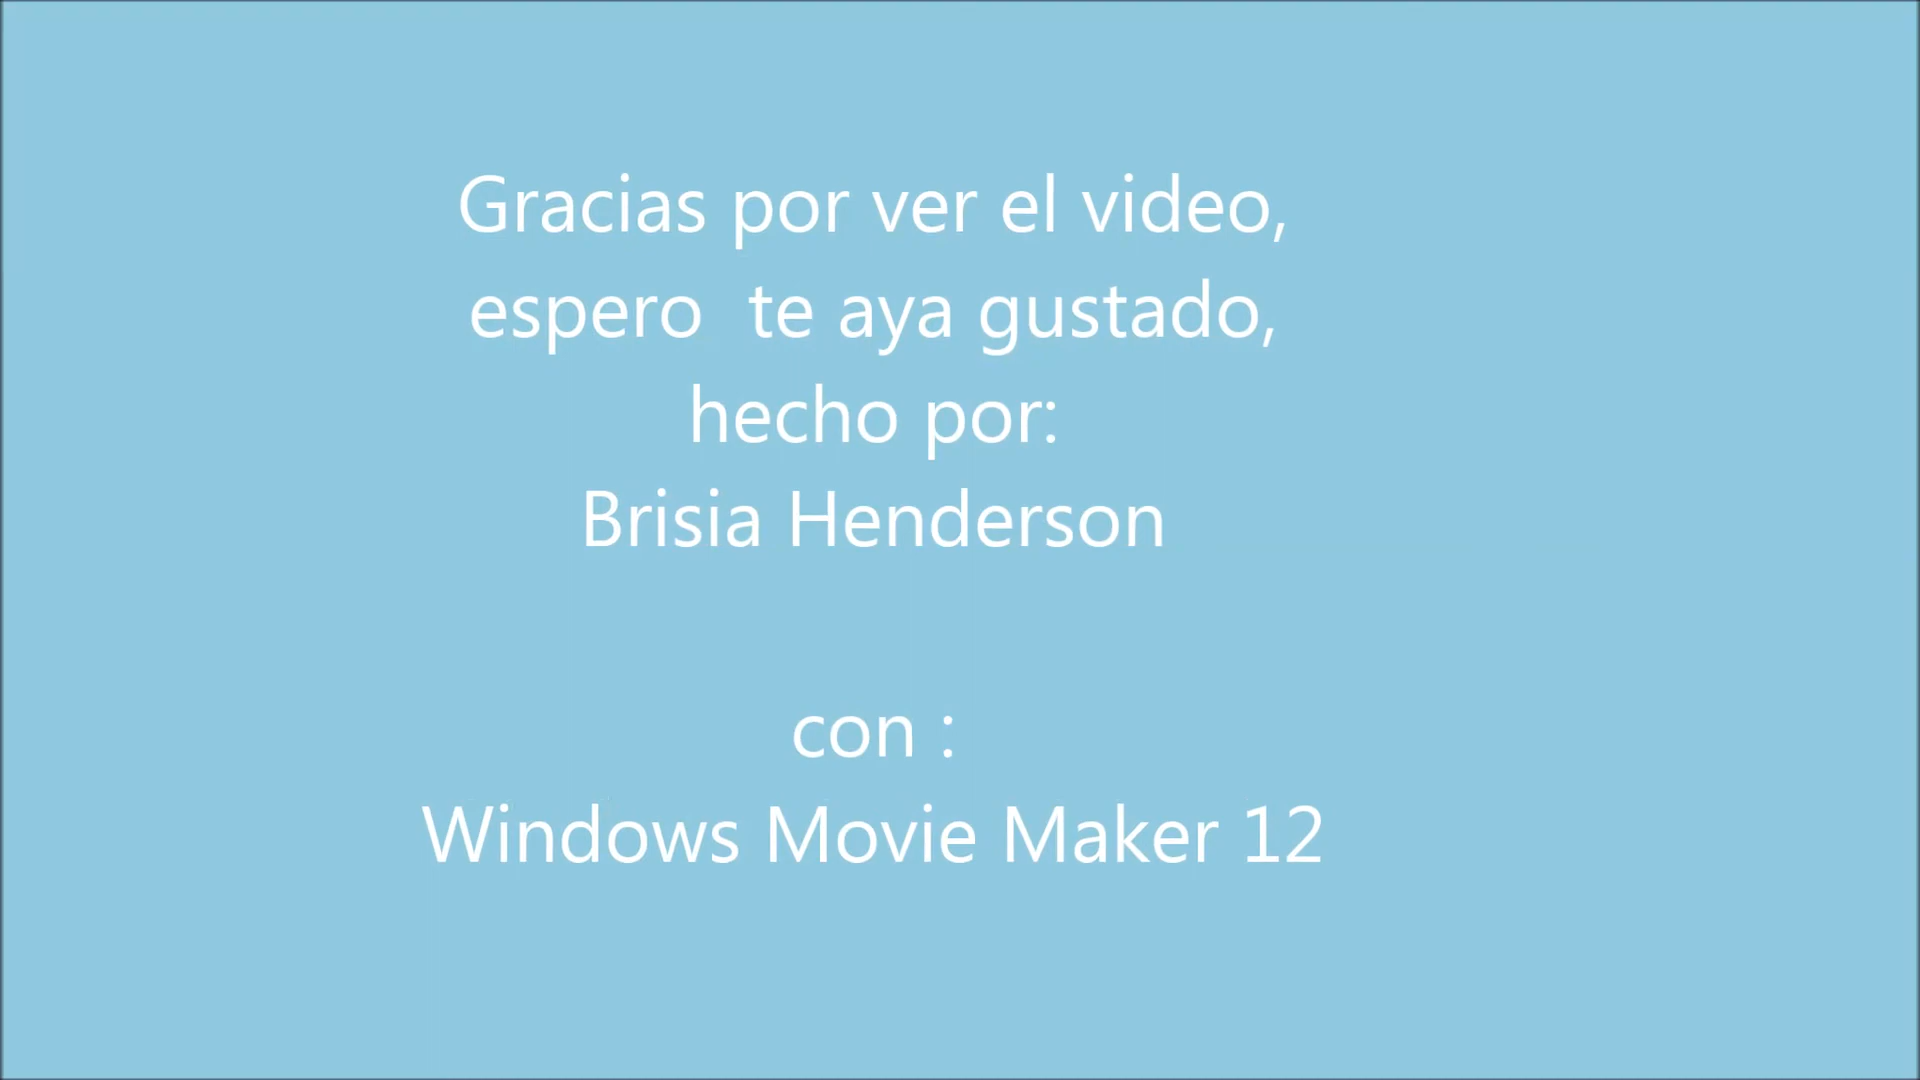 Gracias por ver el video,
espero  te aya gustado,
hecho por:
Brisia Henderson
con :
Windows Movie Maker 12